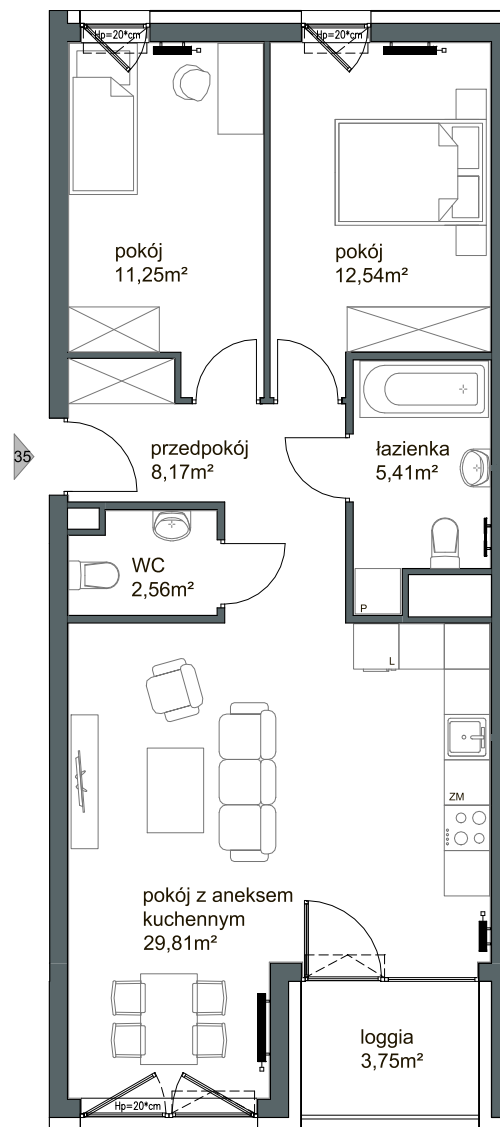 Hp=20*cm
Hp=20*cm
pokój
11,25m²
pokój
12,54m²
35
przedpokój
8,17m²
łazienka
5,41m²
WC
2,56m²
P
L
ZM
pokój z aneksem
kuchennym
29,81m²
loggia
3,75m²
Hp=20*cm